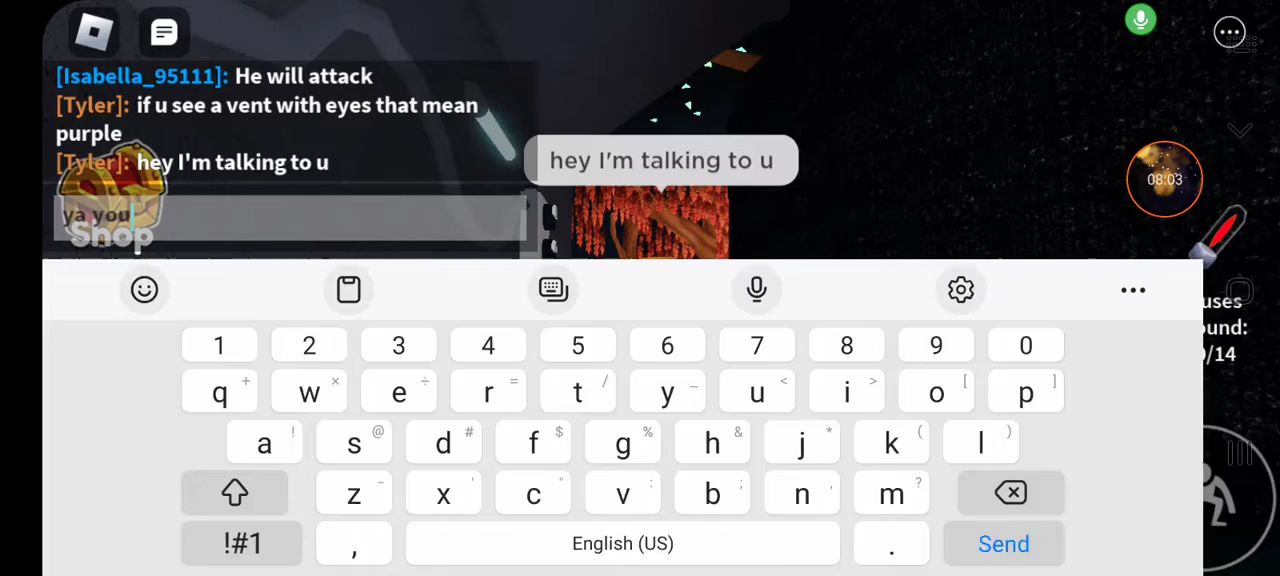 [Isabella_95111]: He will attack
[Tyler]: if u see a vent with eyes that mean
purple
[Tyler]: hey I'm talking to u
hey I'm talking to u
08:03
ya you
Shop
uses
ound:
/14
1 2 3 4 5 6 7 8 9 0
q + w × e ÷ r = t / y _ u < i > o [ p ]
a ! s @ d # f $ g % h & j * k ( l )
z - x ' c " v : b ; n , m ?
!#1 , English (US) . Send